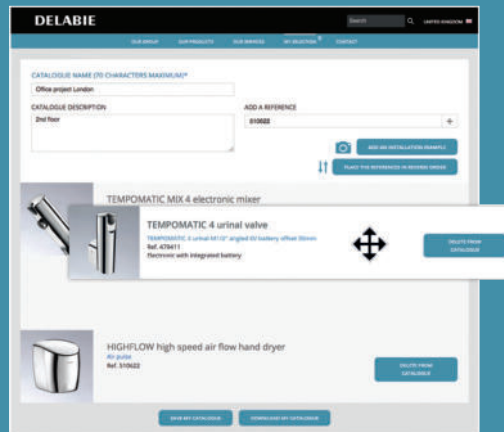 DELABIE
Search
UNITED KINGDOM
OUR GROUP OUR PRODUCTS OUR SERVICES MY SELECTION CONTACT
CATALOGUE NAME (70 CHARACTERS MAXIMUM)*
Office project London
CATALOGUE DESCRIPTION
ADD A REFERENCE
2nd floor
510622
+
ADD AN INSTALLATION EXAMPLE
PLACE THE REFERENCES IN REVERSE ORDER
TEMPOMATIC MIX 4 electronic mixer
TEMPOMATIC 4 urinal valve
TEMPOMATIC 4 urinal M1/2" angled ID/ battery offset 30mm
Ref. 479411
Electronic with integrated battery
DELETE FROM
CATALOGUE
HIGHFLOW high speed air flow hand dryer
Air pulse
Ref. 510622
DELETE FROM
CATALOGUE
SAVE MY CATALOGUE
DOWNLOAD MY CATALOGUE